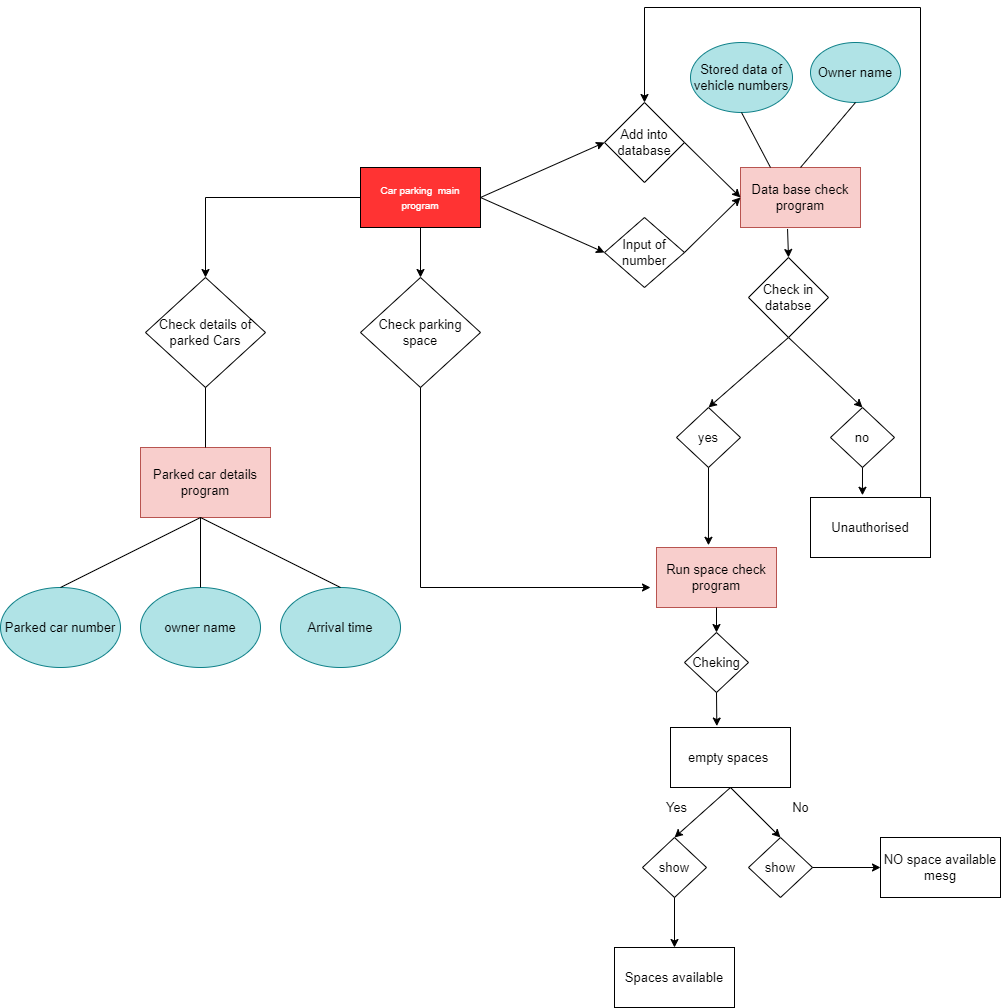 Stored data of
vehicle numbers
Owner name
Add into
database
Car parking  main
program
Data base check
program
Input of
number
Check in
databse
Check details of
parked Cars
Check parking
space
yes
no
Parked car details
program
Unauthorised
Run space check
program
Parked car number
owner name
Arrival time
Cheking
empty spaces
Yes
No
show
show
NO space available
mesg
Spaces available